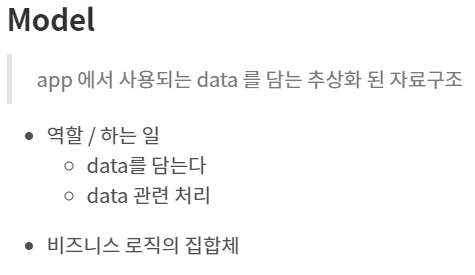 Model
app 에서 사용되는 data 를 담는 추상화 된 자료구조
역할 / 하는 일
data를 담는다
data 관련 처리
비즈니스 로직의 집합체